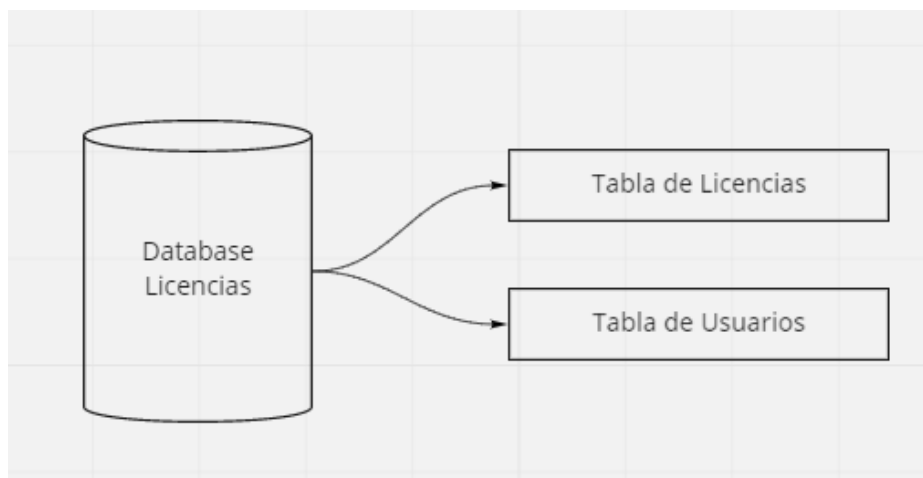 Database
Licencias
Tabla de Licencias
Tabla de Usuarios